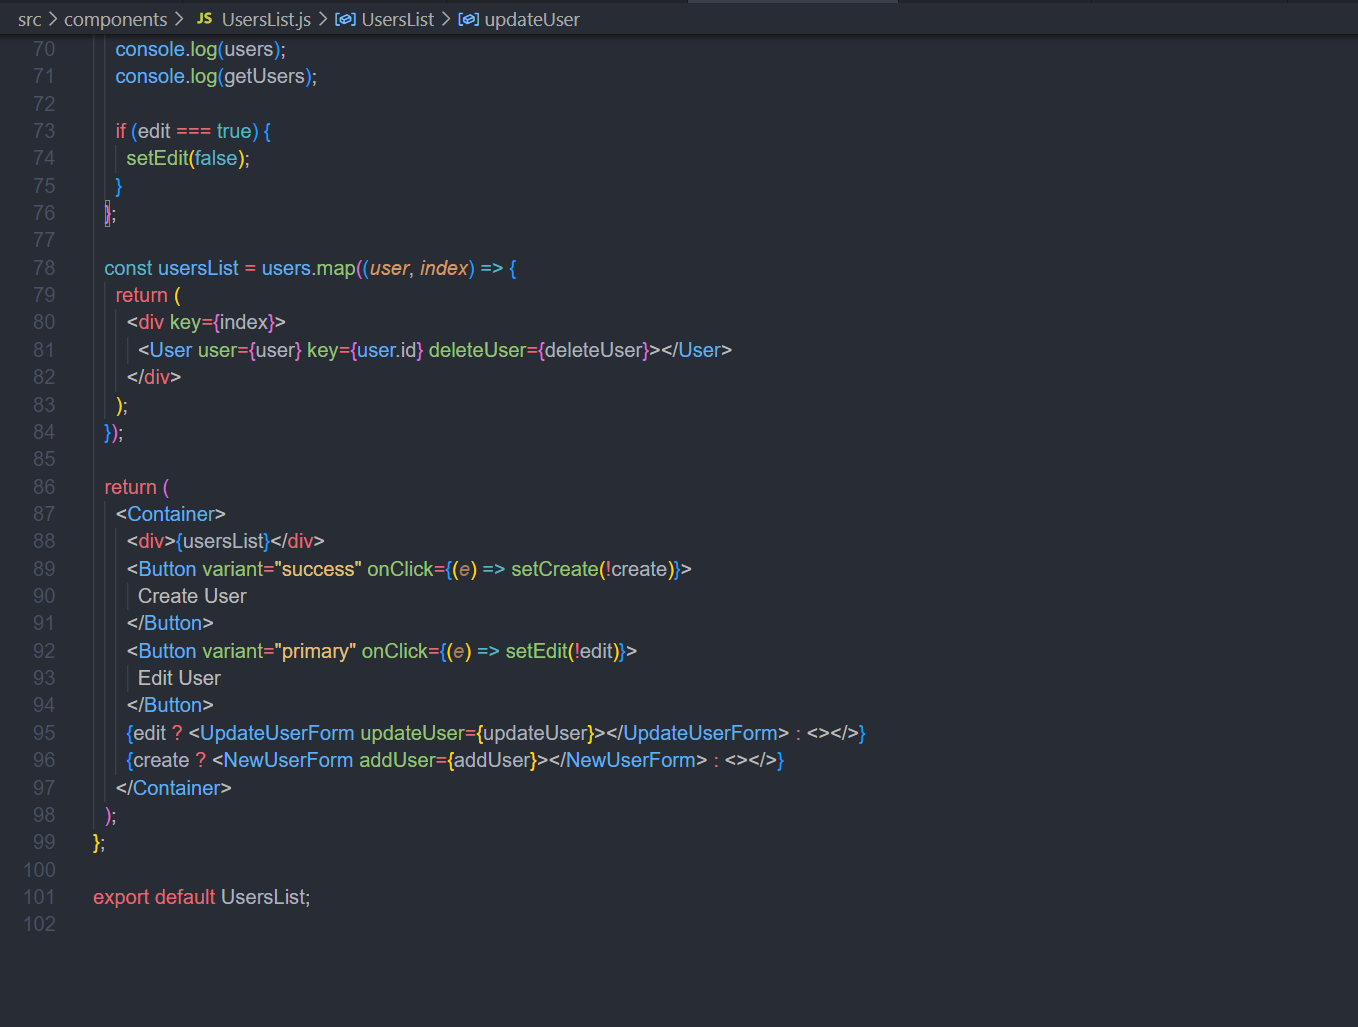 src > components > JS UsersList.js > UsersList > updateUser
70 console.log(users);
71 console.log(getUsers);
72
73 if (edit === true) {
74 setEdit(false);
75 }
76 };
77
78 const usersList = users.map((user, index) => {
79 return (
80 <div key={index}>
81 <User user={user} key={user.id} deleteUser={deleteUser}></User>
82 </div>
83 );
84 });
85
86 return (
87 <Container>
88 <div>{usersList}</div>
89 <Button variant="success" onClick={(e) => setCreate(!create)}>
90 Create User
91 </Button>
92 <Button variant="primary" onClick={(e) => setEdit(!edit)}>
93 Edit User
94 </Button>
95 {edit ? <UpdateUserForm updateUser={updateUser}></UpdateUserForm> : <></>}
96 {create ? <NewUserForm addUser={addUser}></NewUserForm> : <></>}
97 </Container>
98 );
99 };
100
101 export default UsersList;
102